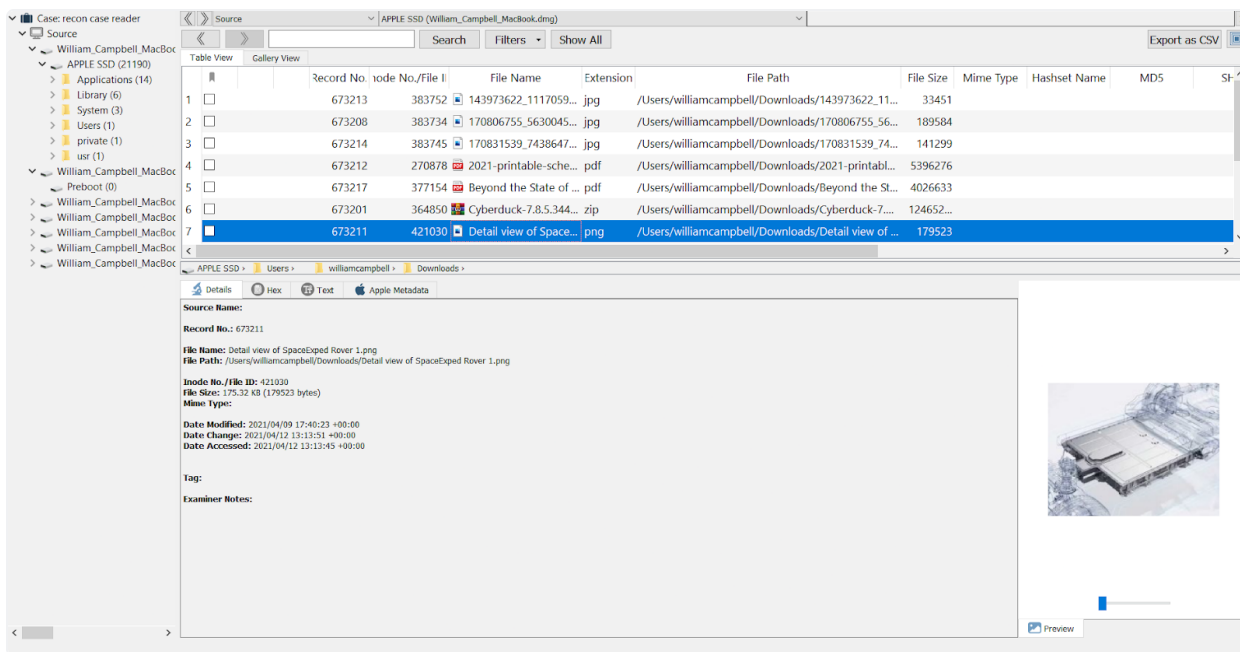 Case: recon case reader
Source
William_Campbell_MacBoc
APPLE SSD (21190)
Applications (14)
Library (6)
System (3)
Users (1)
private (1)
usr (1)
William_Campbell_MacBoc
Preboot (0)
William_Campbell_MacBoc
William_Campbell_MacBoc
William_Campbell_MacBoc
William_Campbell_MacBoc
William_Campbell_MacBoc
Source APPLE SSD (William_Campbell_MacBook.dmg)
Search Filters Show All Export as CSV
Table View Gallery View
Record No. node No./File I File Name Extension File Path File Size Mime Type Hashset Name MD5 SH
1 673213 383752 143973622_1117059... jpg /Users/williamcampbell/Downloads/143973622_11... 33451
2 673208 383734 170806755_5630045... jpg /Users/williamcampbell/Downloads/170806755_56... 189584
3 673214 383745 170831539_7438647... jpg /Users/williamcampbell/Downloads/170831539_74... 141299
4 673212 270878 2021-printable-sche... pdf /Users/williamcampbell/Downloads/2021-printabl... 5396276
5 673217 377154 Beyond the State of ... pdf /Users/williamcampbell/Downloads/Beyond the St... 4026633
6 673201 364850 Cyberduck-7.8.5.344... zip /Users/williamcampbell/Downloads/Cyberduck-7.... 124652...
7 673211 421030 Detail view of Space... png /Users/williamcampbell/Downloads/Detail view of ... 179523
APPLE SSD › Users › williamcampbell › Downloads ›
Details Hex Text Apple Metadata
Source Name:
Record No.: 673211
File Name: Detail view of SpaceExped Rover 1.png
File Path: /Users/williamcampbell/Downloads/Detail view of SpaceExped Rover 1.png
Inode No./File ID: 421030
File Size: 175.32 KB (179523 bytes)
Mime Type:
Date Modified: 2021/04/09 17:40:23 +00:00
Date Change: 2021/04/12 13:13:51 +00:00
Date Accessed: 2021/04/12 13:13:45 +00:00
Tag:
Examiner Notes:
Preview